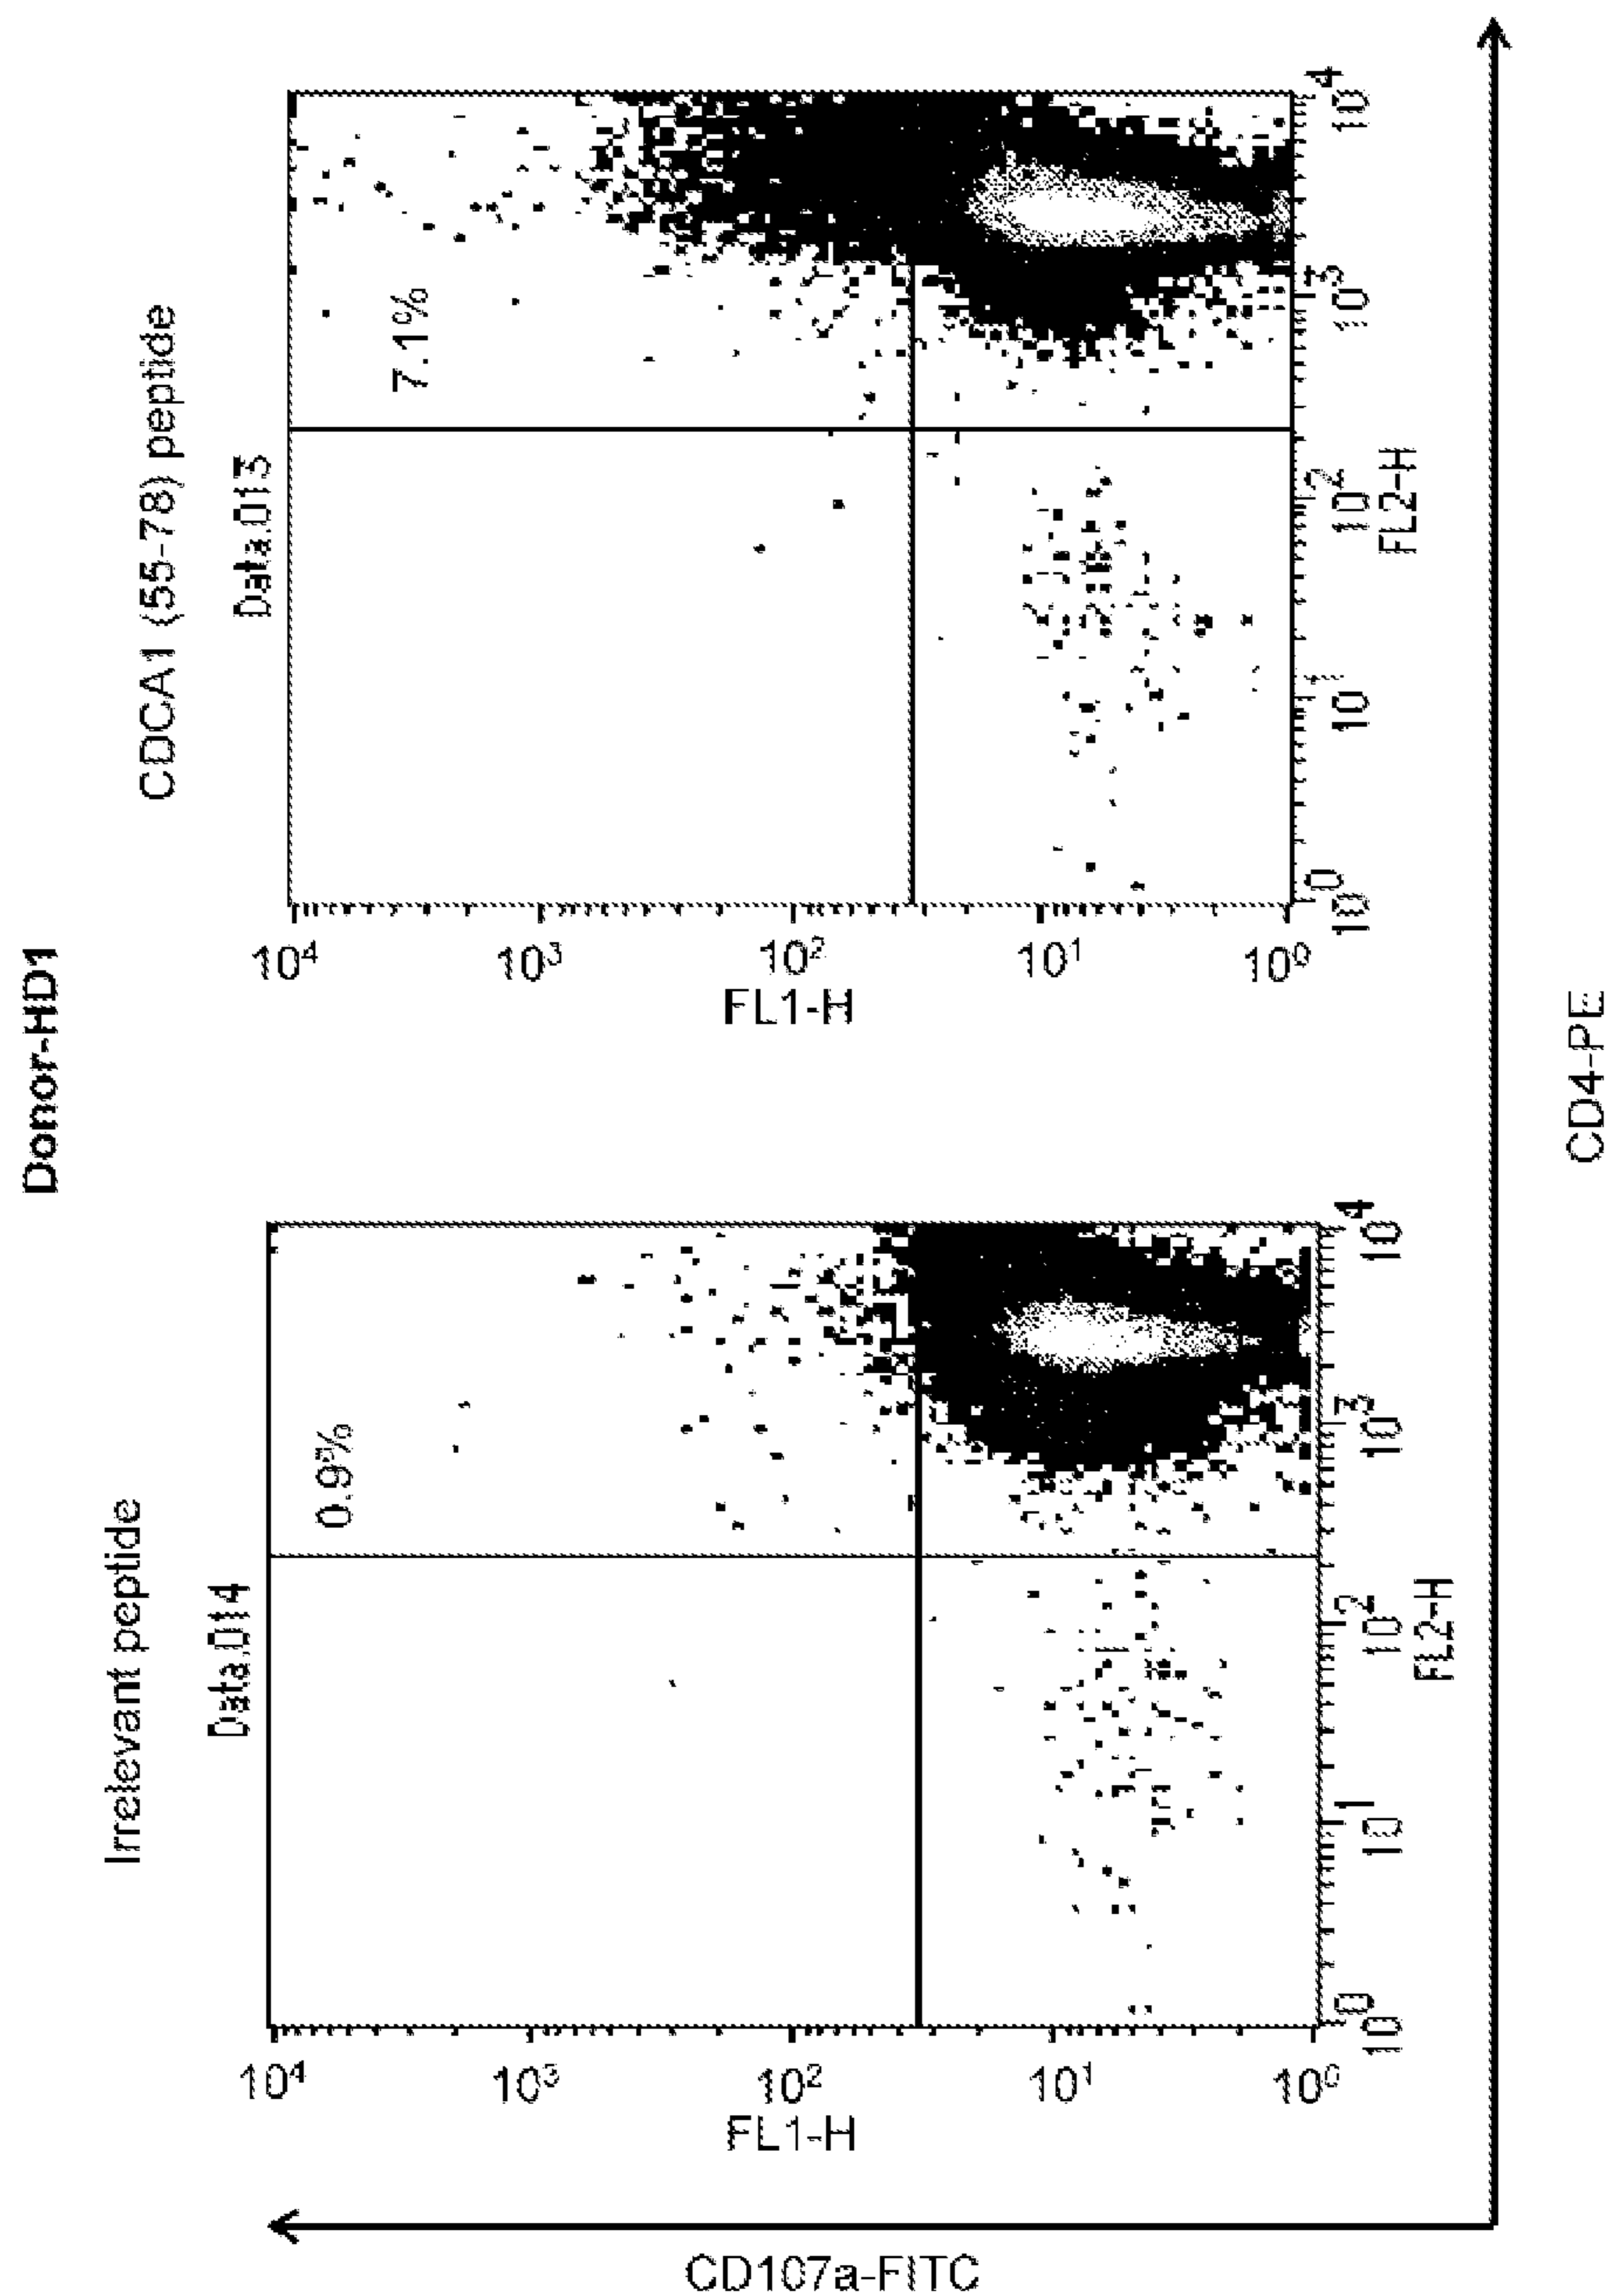 Donor-HD1
Irrelevant peptide
Data.014
0.9%
10⁴
10³
10²
10¹
10⁰
FL1-H
10⁰
10¹
10²
10³
10⁴
FL2-H
CDCA1 (55-78) peptide
Data.013
7.1%
10⁴
10³
10²
10¹
10⁰
FL1-H
10⁰
10
10²
10³
10⁴
FL2-H
CD107a-FITC
CD4-PE